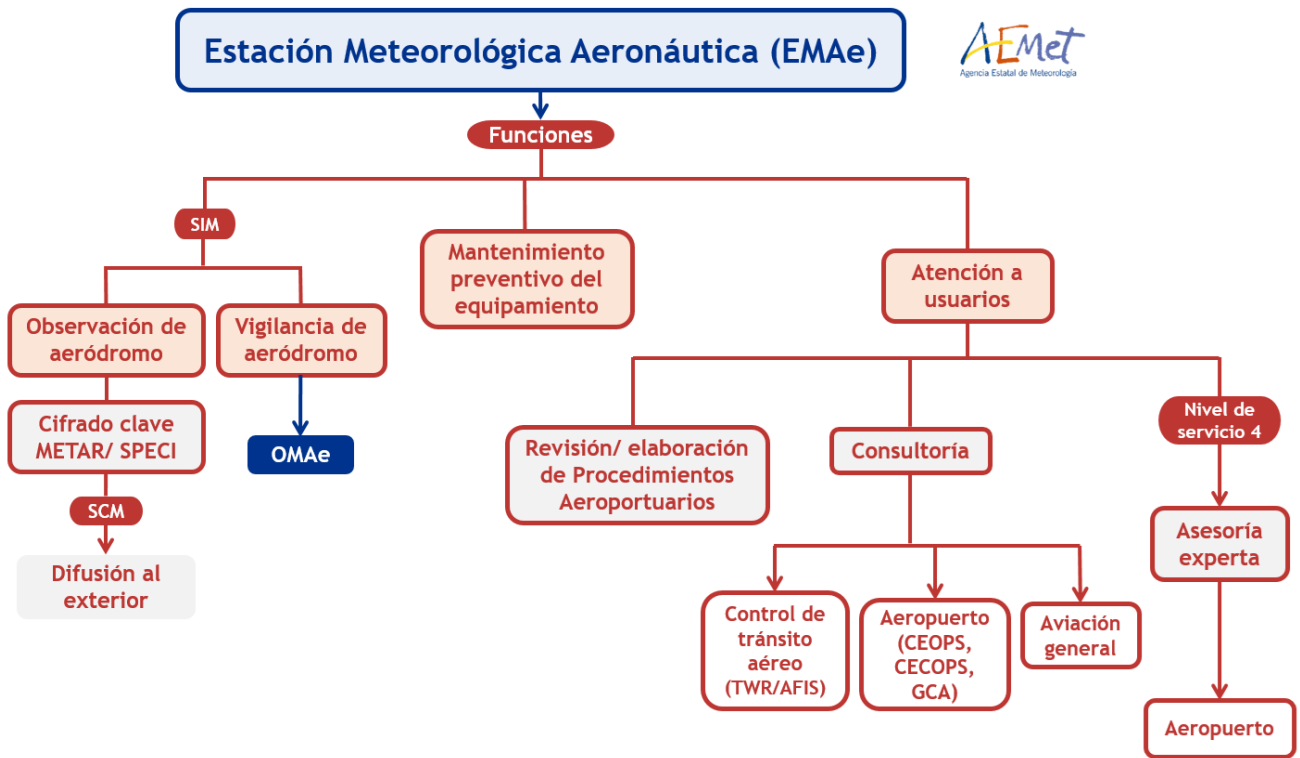 Estación Meteorológica Aeronáutica (EMAe)
AEMet
Agencia Estatal de Meteorología
Funciones
SIM
Mantenimiento
preventivo del
equipamiento
Atención a
usuarios
Observación de
aeródromo
Vigilancia de
aeródromo
Cifrado clave
METAR/ SPECI
OMAe
SCM
Difusión al
exterior
Revisión/ elaboración
de Procedimientos
Aeroportuarios
Consultoría
Nivel de
servicio 4
Asesoría
experta
Control de
tránsito
aéreo
(TWR/AFIS)
Aeropuerto
(CEOPS,
CECOPS,
GCA)
Aviación
general
Aeropuerto